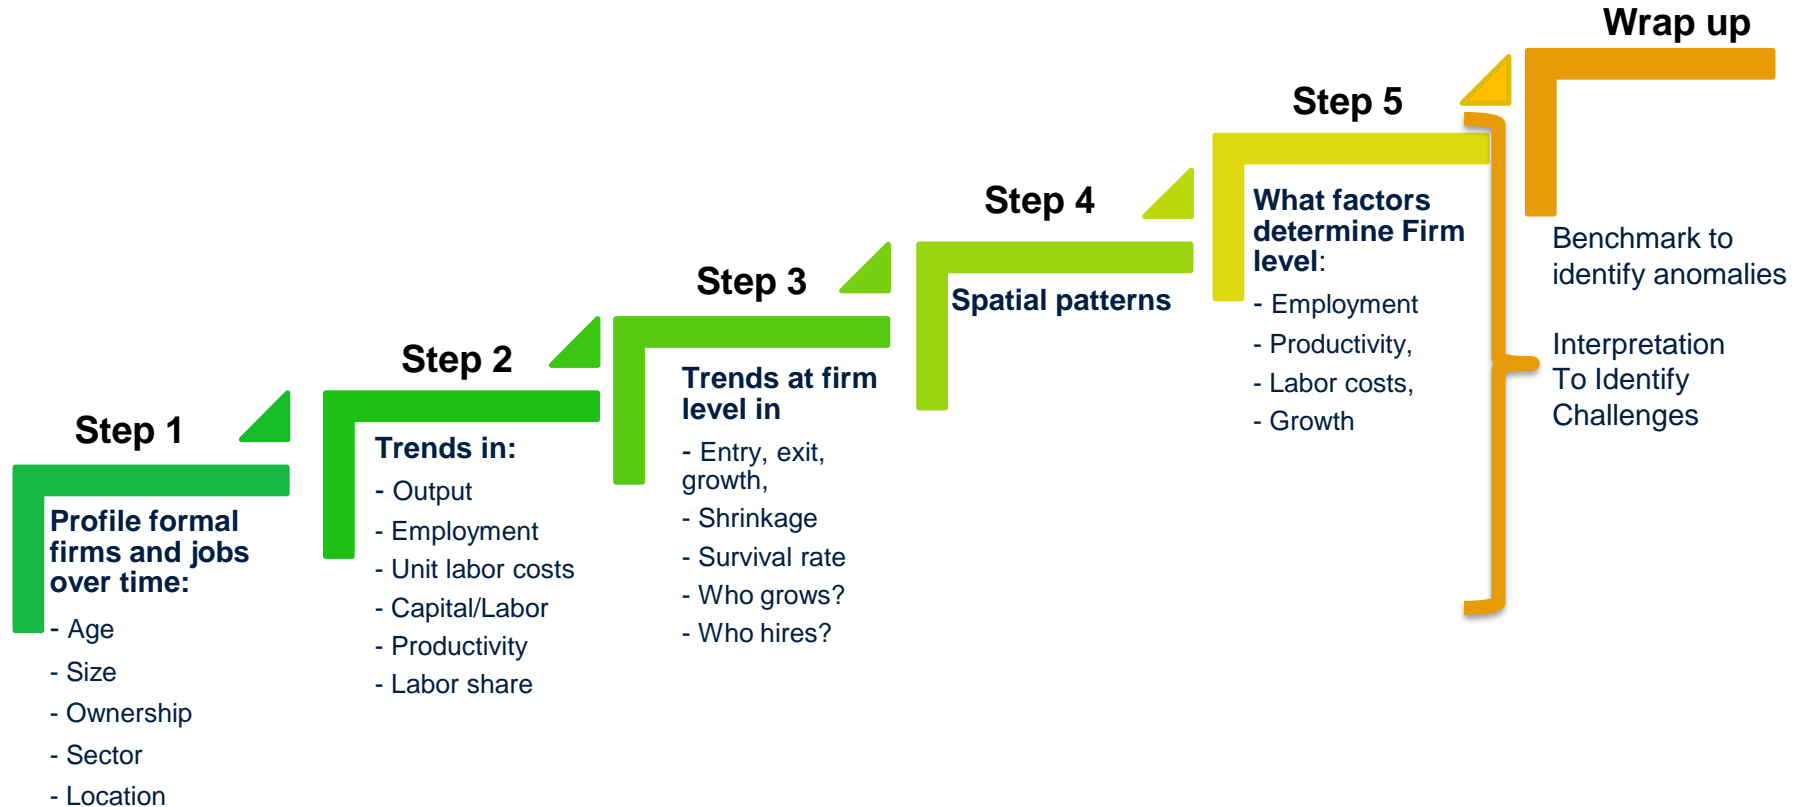 Step 1
Profile formal
firms and jobs
over time:
- Age
- Size
- Ownership
- Sector
- Location
Step 2
Trends in:
- Output
- Employment
- Unit labor costs
- Capital/Labor
- Productivity
- Labor share
Step 3
Trends at firm
level in
- Entry, exit,
growth,
- Shrinkage
- Survival rate
- Who grows?
- Who hires?
Step 4
Spatial patterns
Step 5
What factors
determine Firm
level:
- Employment
- Productivity,
- Labor costs,
- Growth
Wrap up
Benchmark to
identify anomalies
Interpretation
To Identify
Challenges